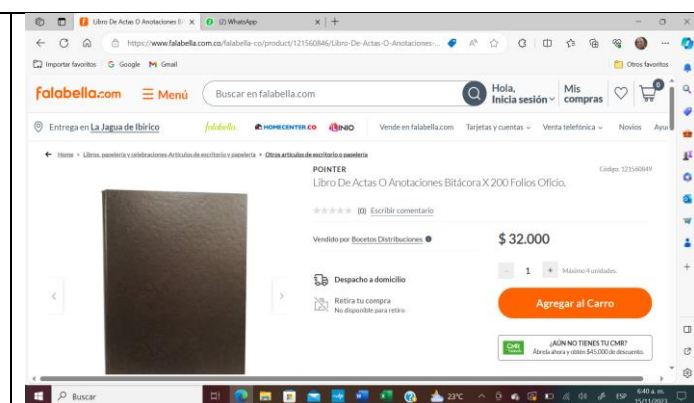 Libro De Actas O Anotaciones Bi
(2) WhatsApp
https://www.falabella.com.co/falabella-co/product/121560846/Libro-De-Actas-O-Anotaciones-...
Importar favoritos Google Gmail Otros favoritos
falabella.com Menú Buscar en falabella.com Hola, Inicia sesión Mis compras 0
Entrega en La Jagua de Ibirico falabella. HOMECENTER.CO LINIO Vende en falabella.com Tarjetas y cuentas Venta telefónica Novios Ayu
Home Libros, papelería y celebraciones-Artículos de escritorio y papelería Otros artículos de escritorio o papelería
POINTER Código: 121560849
Libro De Actas O Anotaciones Bitácora X 200 Folios Oficio.
(0) Escribir comentario
Vendido por Bocetos Distribuciones $ 32.000
Despacho a domicilio - 1 + Máximo 4 unidades.
Retira tu compra
No disponible para retiro
Agregar al Carro
CMR ¿AÚN NO TIENES TU CMR?
Ábrela ahora y obtén $45.000 de descuento.
Buscar 23°C ESP 6:40 a. m.
15/11/2023